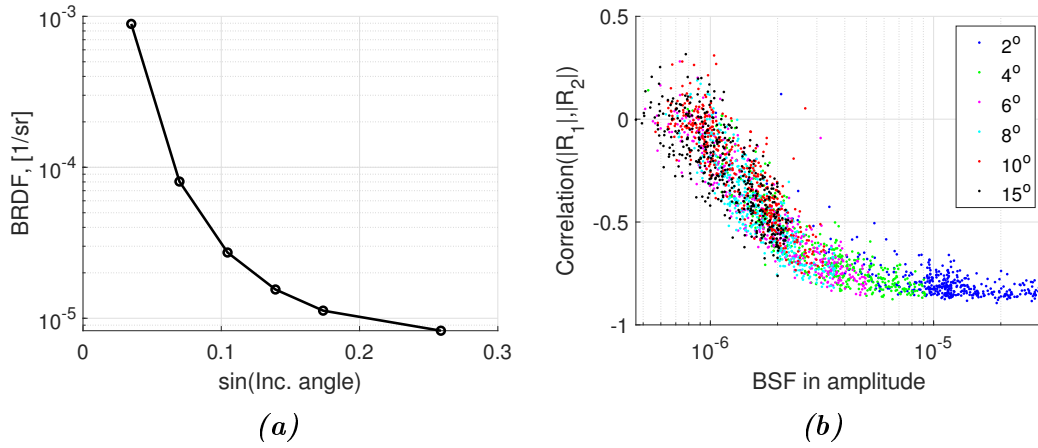 10^-3
10^-4
10^-5
BRDF, [1/sr]
0
0.1
0.2
0.3
sin(Inc. angle)
(a)
0.5
0
-0.5
-1
Correlation(|R_1|,|R_2|)
2^o
4^o
6^o
8^o
10^o
15^o
10^-6
10^-5
BSF in amplitude
(b)